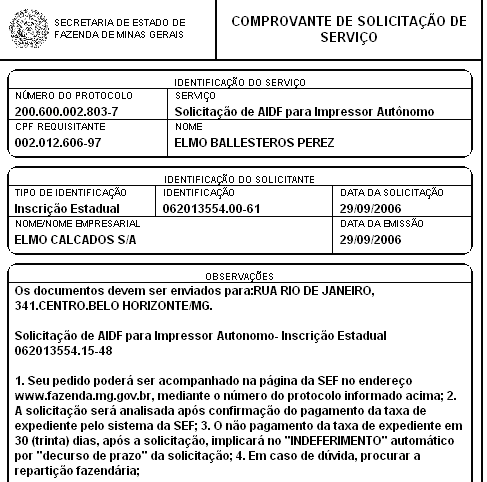 SECRETARIA DE ESTADO DE
FAZENDA DE MINAS GERAIS
COMPROVANTE DE SOLICITAÇÃO DE
SERVIÇO
IDENTIFICAÇÃO DO SERVIÇO
NÚMERO DO PROTOCOLO
SERVIÇO
200.600.002.803-7
Solicitação de AIDF para Impressor Autônomo
CPF REQUISITANTE
NOME
002.012.606-97
ELMO BALLESTEROS PEREZ
IDENTIFICAÇÃO DO SOLICITANTE
TIPO DE IDENTIFICAÇÃO
IDENTIFICAÇÃO
DATA DA SOLICITAÇÃO
Inscrição Estadual
062013554.00-61
29/09/2006
NOME/NOME EMPRESARIAL
DATA DA EMISSÃO
ELMO CALCADOS S/A
29/09/2006
OBSERVAÇÕES
Os documentos devem ser enviados para:RUA RIO DE JANEIRO,
341.CENTRO.BELO HORIZONTE/MG.
Solicitação de AIDF para Impressor Autonomo- Inscrição Estadual
062013554.15-48
1. Seu pedido poderá ser acompanhado na página da SEF no endereço
www.fazenda.mg.gov.br, mediante o número do protocolo informado acima; 2.
A solicitação será analisada após confirmação do pagamento da taxa de
expediente pelo sistema da SEF; 3. O não pagamento da taxa de expediente em
30 (trinta) dias, após a solicitação, implicará no "INDEFERIMENTO" automático
por "decurso de prazo" da solicitação; 4. Em caso de dúvida, procurar a
repartição fazendária;